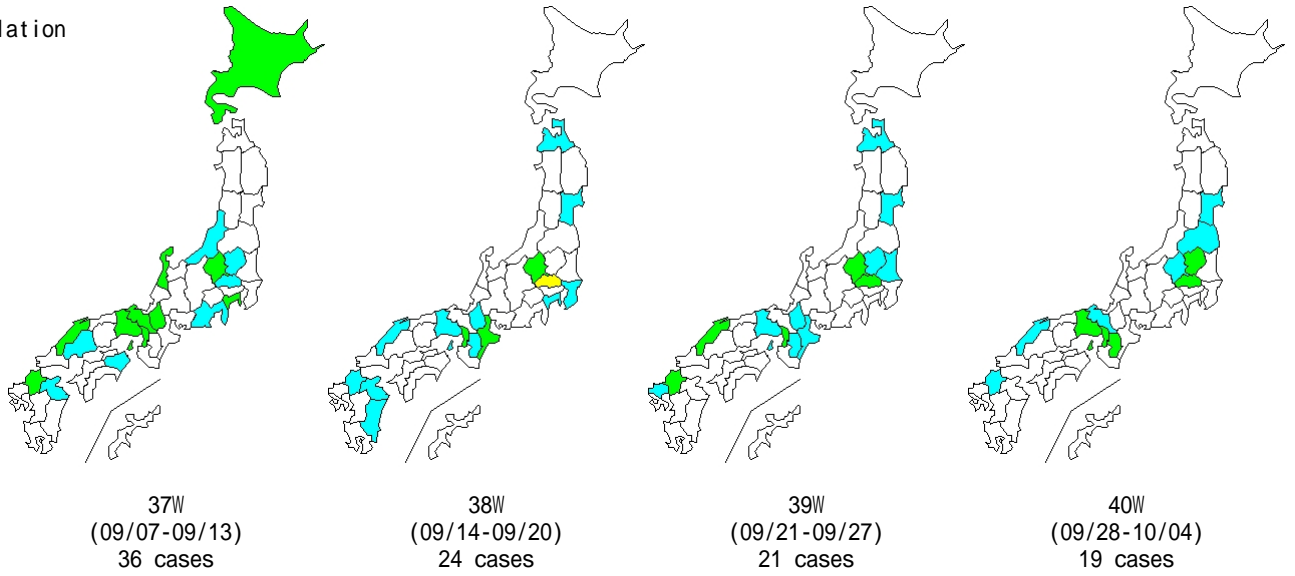 lation
37W
(09/07-09/13)
36 cases
38W
(09/14-09/20)
24 cases
39W
(09/21-09/27)
21 cases
40W
(09/28-10/04)
19 cases